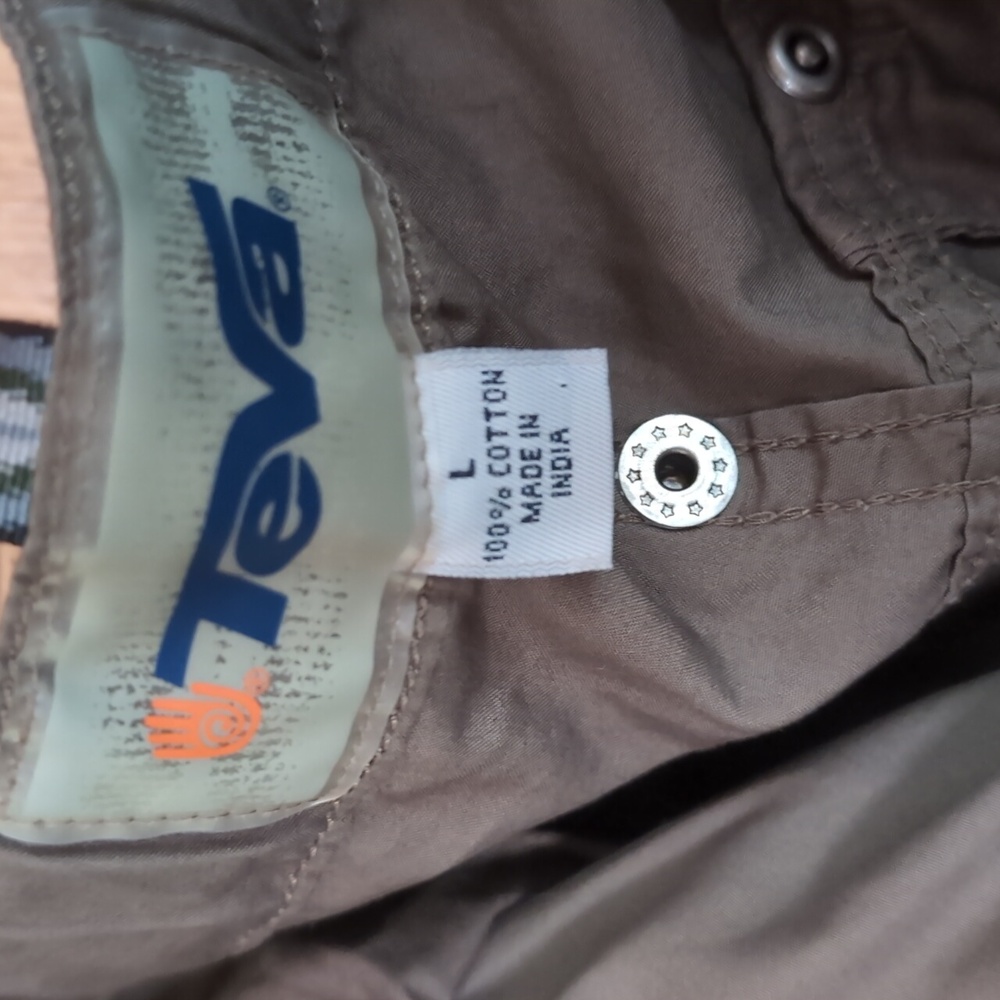 Teva®
®
L
100% COTTON
MADE IN
INDIA